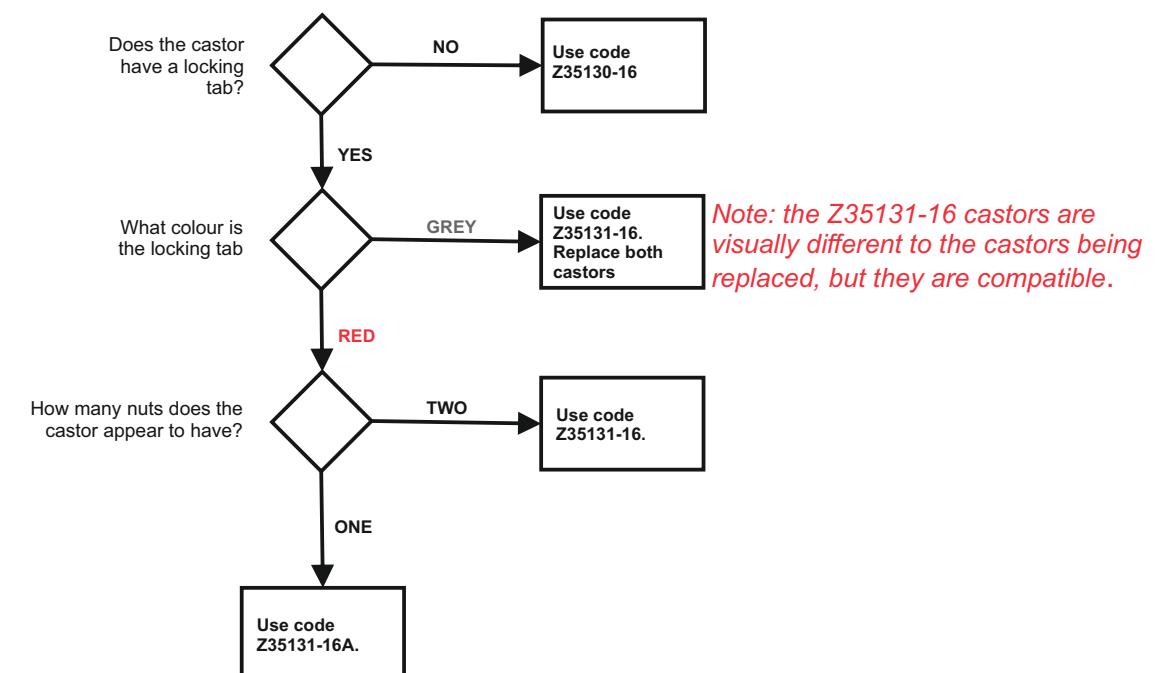 Does the castor
have a locking
tab?
NO
Use code
Z35130-16
YES
What colour is
the locking tab
GREY
Use code
Z35131-16.
Replace both
castors
Note: the Z35131-16 castors are
visually different to the castors being
replaced, but they are compatible.
RED
How many nuts does the
castor appear to have?
TWO
Use code
Z35131-16.
ONE
Use code
Z35131-16A.